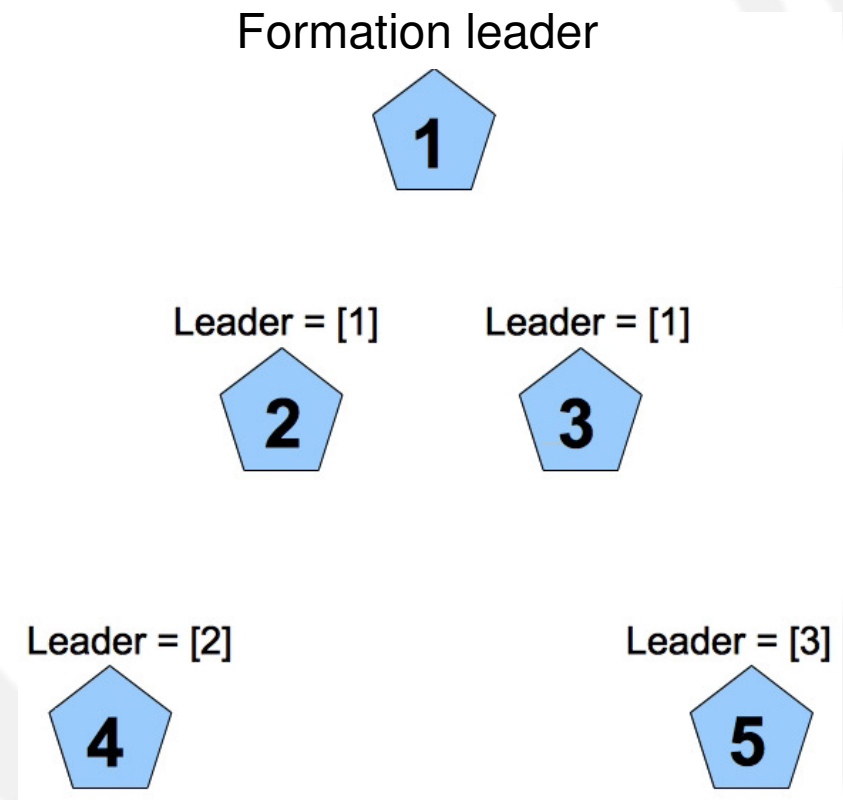 Formation leader
1
Leader = [1] Leader = [1]
2 3
Leader = [2] Leader = [3]
4 5